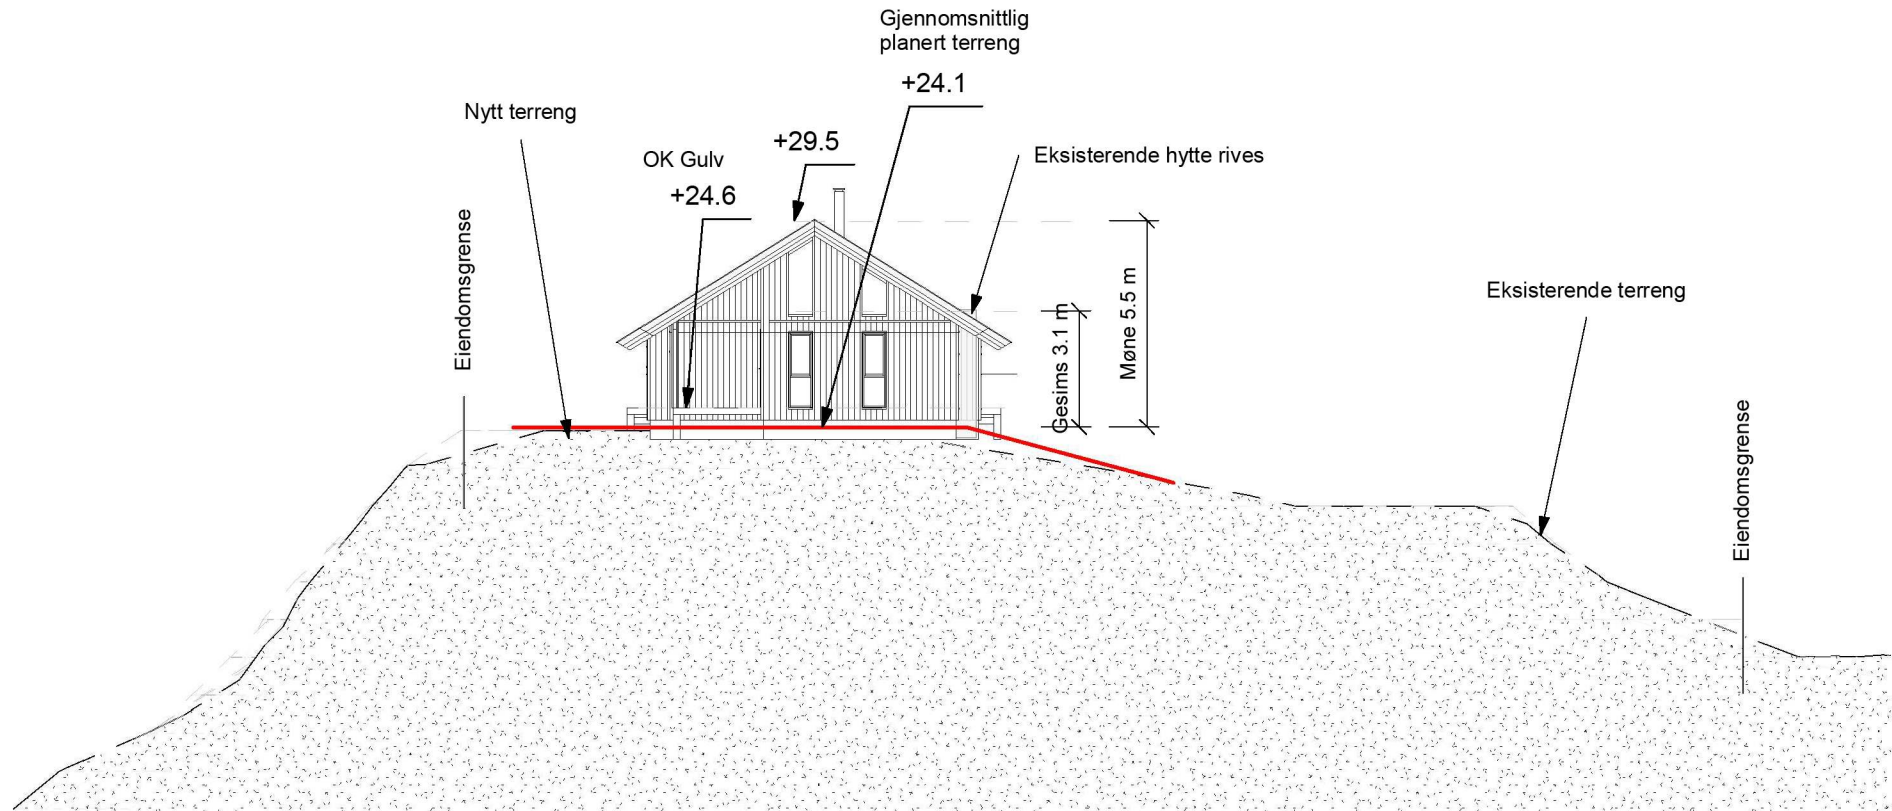 Gjennomsnittlig
planert terreng
+24.1
Nytt terreng
+29.5
OK Gulv
+24.6
Eksisterende hytte rives
Eiendomsgrense
Gesims 3.1 m
Møne 5.5 m
Eksisterende terreng
Eiendomsgrense